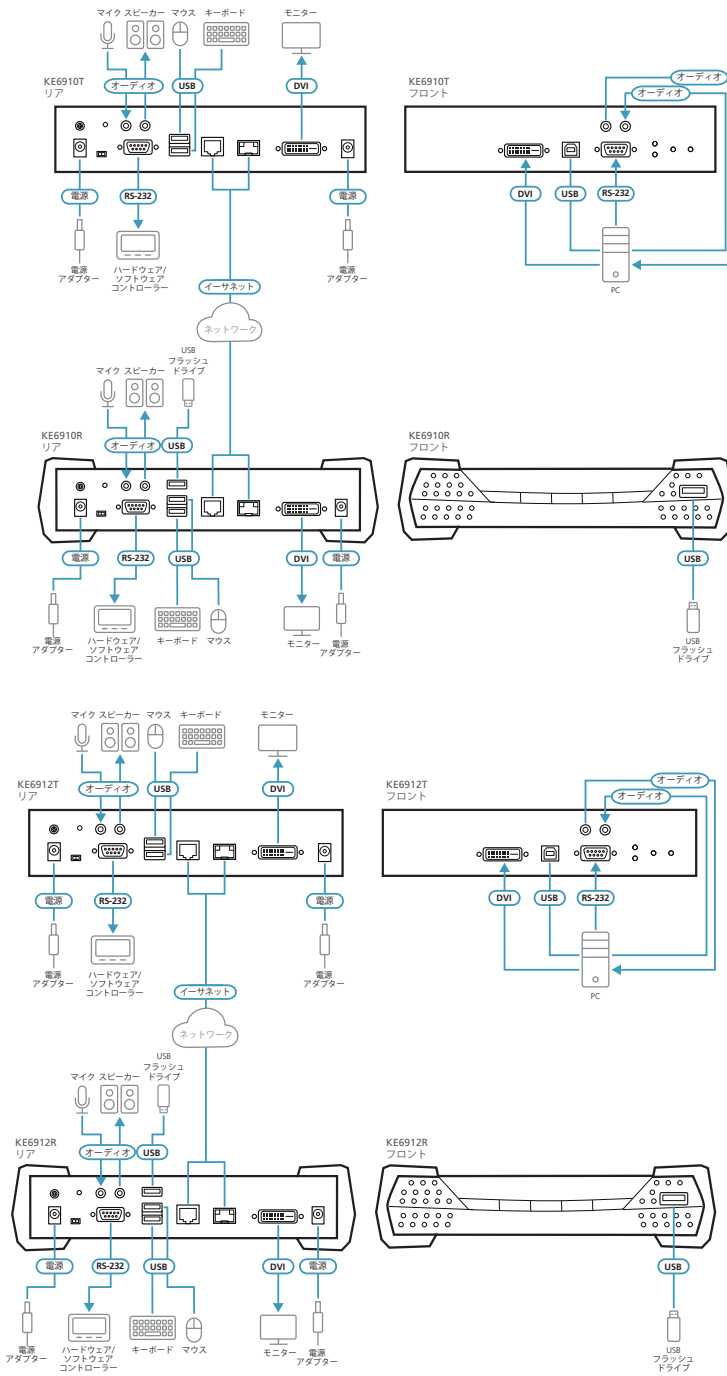 マイク スピーカー マウス キーボード モニター
KE6910T
リア
オーディオ
USB
DVI
電源
RS-232
電源
電源
アダプター
ハードウェア/
ソフトウェア
コントローラー
電源
アダプター
イーサネット
ネットワーク
KE6910T
フロント
オーディオ
オーディオ
DVI
USB
RS-232
PC
USB
フラッシュ
ドライブ
マイク スピーカー
KE6910R
リア
オーディオ
USB
電源
RS-232
USB
DVI
電源
電源
アダプター
ハードウェア/
ソフトウェア
コントローラー
キーボード
マウス
モニター
電源
アダプター
KE6910R
フロント
USB
USB
フラッシュ
ドライブ
マイク スピーカー マウス キーボード モニター
KE6912T
リア
オーディオ
USB
DVI
電源
RS-232
電源
電源
アダプター
ハードウェア/
ソフトウェア
コントローラー
電源
アダプター
イーサネット
ネットワーク
KE6912T
フロント
オーディオ
オーディオ
DVI
USB
RS-232
PC
USB
フラッシュ
ドライブ
マイク スピーカー
KE6912R
リア
オーディオ
USB
電源
RS-232
USB
DVI
電源
電源
アダプター
ハードウェア/
ソフトウェア
コントローラー
キーボード
マウス
モニター
電源
アダプター
KE6912R
フロント
USB
USB
フラッシュ
ドライブ